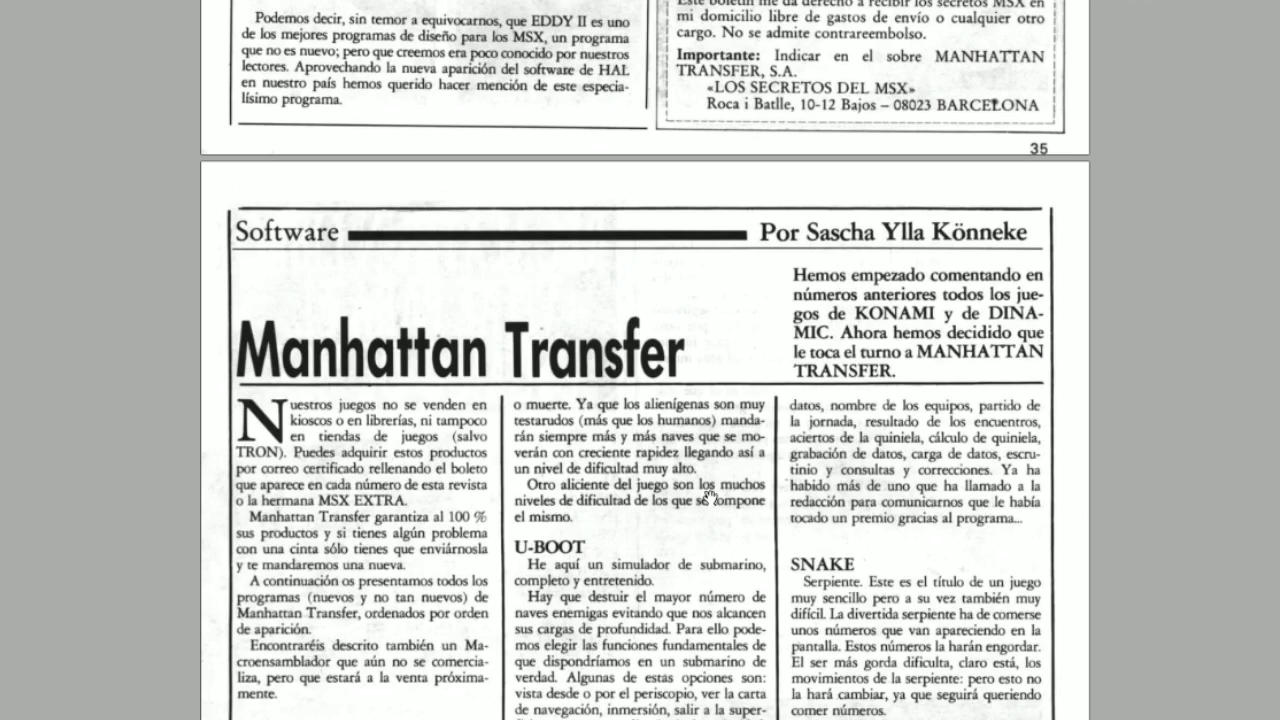 Podemos decir, sin temor a equivocarnos, que EDDY II es uno
de los mejores programas de diseño para los MSX, un programa
que no es nuevo; pero que creemos era poco conocido por nuestros
lectores. Aprovechando la nueva aparición del software de HAL
en nuestro país hemos querido hacer mención de este especia-
lísimo programa.
Este boletín me da derecho a recibir los secretos MSX en
mi domicilio libre de gastos de envío o cualquier otro
cargo. No se admite contrareembolso.
Importante: Indicar en el sobre MANHATTAN
TRANSFER, S.A.
«LOS SECRETOS DEL MSX»
Roca i Batlle, 10-12 Bajos – 08023 BARCELONA
35
Software
Por Sascha Ylla Könneke
Manhattan Transfer
Hemos empezado comentando en
números anteriores todos los jue-
gos de KONAMI y de DINA-
MIC. Ahora hemos decidido que
le toca el turno a MANHATTAN
TRANSFER.
Nuestros juegos no se venden en
kioscos o en librerías, ni tampoco
en tiendas de juegos (salvo
TRON). Puedes adquirir estos productos
por correo certificado rellenando el boleto
que aparece en cada número de esta revista
o la hermana MSX EXTRA.
Manhattan Transfer garantiza al 100 %
sus productos y si tienes algún problema
con una cinta sólo tienes que enviárnosla
y te mandaremos una nueva.
A continuación os presentamos todos los
programas (nuevos y no tan nuevos) de
Manhattan Transfer, ordenados por orden
de aparición.
Encontraréis descrito también un Ma-
croensamblador que aún no se comercia-
liza, pero que estará a la venta próxima-
mente.
o muerte. Ya que los alienígenas son muy
testarudos (más que los humanos) manda-
rán siempre más y más naves que se mo-
verán con creciente rapidez llegando así a
un nivel de dificultad muy alto.
Otro aliciente del juego son los muchos
niveles de dificultad de los que se compone
el mismo.
U-BOOT
He aquí un simulador de submarino,
completo y entretenido.
Hay que destuir el mayor número de
naves enemigas evitando que nos alcancen
sus cargas de profundidad. Para ello pode-
mos elegir las funciones fundamentales de
que dispondríamos en un submarino de
verdad. Algunas de estas opciones son:
vista desde o por el periscopio, ver la carta
de navegación, inmersión, salir a la super-
datos, nombre de los equipos, partido de
la jornada, resultado de los encuentros,
aciertos de la quiniela, cálculo de quiniela,
grabación de datos, carga de datos, escru-
tinio y consultas y correcciones. Ya ha
habido más de uno que ha llamado a la
redacción para comunicarnos que le había
tocado un premio gracias al programa...
SNAKE
Serpiente. Este es el título de un juego
muy sencillo pero a su vez también muy
difícil. La divertida serpiente ha de comerse
unos números que van apareciendo en la
pantalla. Estos números la harán engordar.
El ser más gorda dificulta, claro está, los
movimientos de la serpiente: pero esto no
la hará cambiar, ya que seguirá queriendo
comer números.